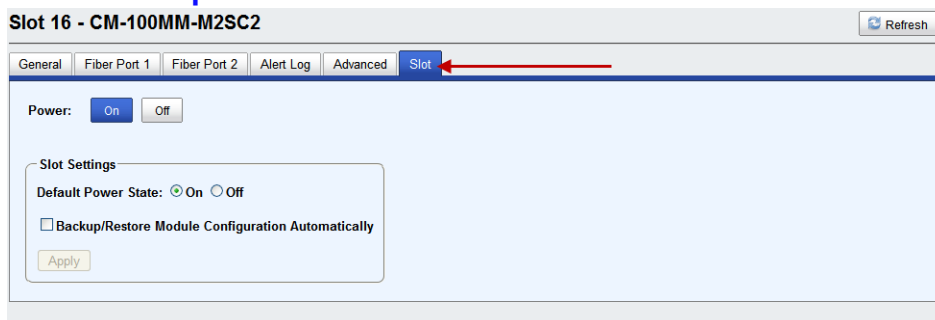 Slot 16 - CM-100MM-M2SC2
Refresh
General Fiber Port 1 Fiber Port 2 Alert Log Advanced Slot
Power: On Off
Slot Settings
Default Power State: On Off
Backup/Restore Module Configuration Automatically
Apply